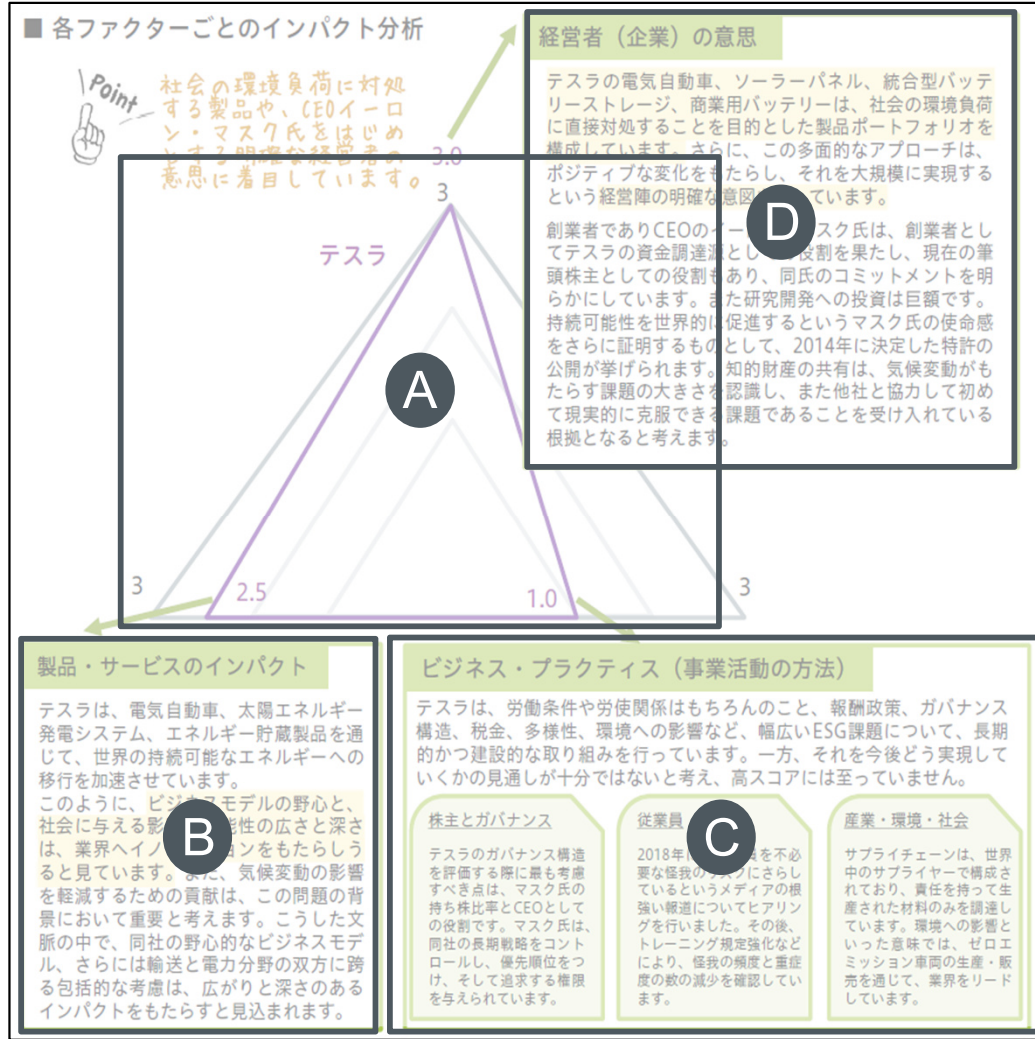 ■ 各ファクターごとのインパクト分析
Point
社会の環境負荷に対処
する製品や、CEOイーロ
ン・マスク氏をはじめ
とする明確な経営者の
意思に着目しています。
3.0
3
テスラ
A
3
2.5
1.0
3
経営者（企業）の意思
テスラの電気自動車、ソーラーパネル、統合型バッテ
リーストレージ、商業用バッテリーは、社会の環境負荷
に直接対処することを目的とした製品ポートフォリオを
構成しています。さらに、この多面的なアプローチは、
ポジティブな変化をもたらし、それを大規模に実現する
という経営陣の明確な意図 ています。
D
創業者でありCEOのイー スク氏は、創業者とし
てテスラの資金調達源と 役割を果たし、現在の筆
頭株主としての役割もあり、同氏のコミットメントを明
らかにしています。また研究開発への投資は巨額です。
持続可能性を世界的に促進するというマスク氏の使命感
をさらに証明するものとして、2014年に決定した特許の
公開が挙げられます。知的財産の共有は、気候変動がも
たらす課題の大きさを認識し、また他社と協力して初め
て現実的に克服できる課題であることを受け入れている
根拠となると考えます。
製品・サービスのインパクト
テスラは、電気自動車、太陽エネルギー
発電システム、エネルギー貯蔵製品を通
じて、世界の持続可能なエネルギーへの
移行を加速させています。
このように、ビジネスモデルの野心と、
社会に与える影 能性の広さと深さ
は、業界へイノ ョンをもたらしう
ると見ています。また、気候変動の影響
を軽減するための貢献は、この問題の背
景において重要と考えます。こうした文
脈の中で、同社の野心的なビジネスモデ
ル、さらには輸送と電力分野の双方に跨
る包括的な考慮は、広がりと深さのある
インパクトをもたらすと見込まれます。
B
ビジネス・プラクティス（事業活動の方法）
テスラは、労働条件や労使関係はもちろんのこと、報酬政策、ガバナンス
構造、税金、多様性、環境への影響など、幅広いESG課題について、長期
的かつ建設的な取り組みを行っています。一方、それを今後どう実現して
いくかの見通しが十分ではないと考え、高スコアには至っていません。
株主とガバナンス
テスラのガバナンス構造
を評価する際に最も考慮
すべき点は、マスク氏の
持ち株比率とCEOとして
の役割です。マスク氏は、
同社の長期戦略をコント
ロールし、優先順位をつ
け、そして追求する権限
を与えられています。
従業員
C
2018年に 員を不必
要な怪我の クにさらし
ているというメディアの根
強い報道についてヒアリン
グを行いました。その後、
トレーニング規定強化など
により、怪我の頻度と重症
度の数の減少を確認してい
ます。
産業・環境・社会
サプライチェーンは、世界
中のサプライヤーで構成さ
れており、責任を持って生
産された材料のみを調達し
ています。環境への影響と
いった意味では、ゼロエ
ミッション車両の生産・販
売を通じて、業界をリード
しています。